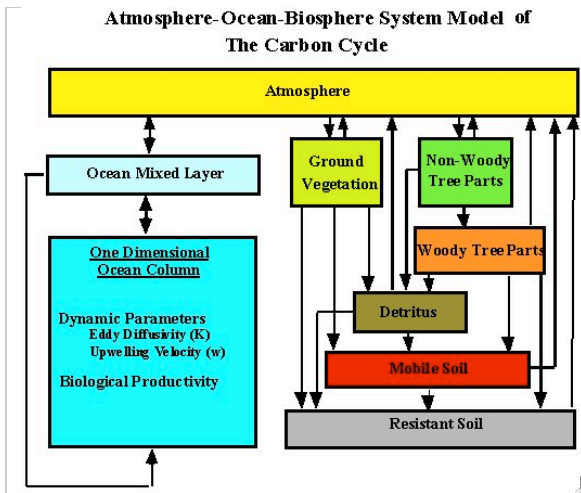 Atmosphere-Ocean-Biosphere System Model of
The Carbon Cycle
Atmosphere
Ocean Mixed Layer
Ground
Vegetation
Non-Woody
Tree Parts
Woody Tree Parts
One Dimensional
Ocean Column
Dynamic Parameters
Eddy Diffusivity (K)
Upwelling Velocity (w)
Biological Productivity
Detritus
Mobile Soil
Resistant Soil